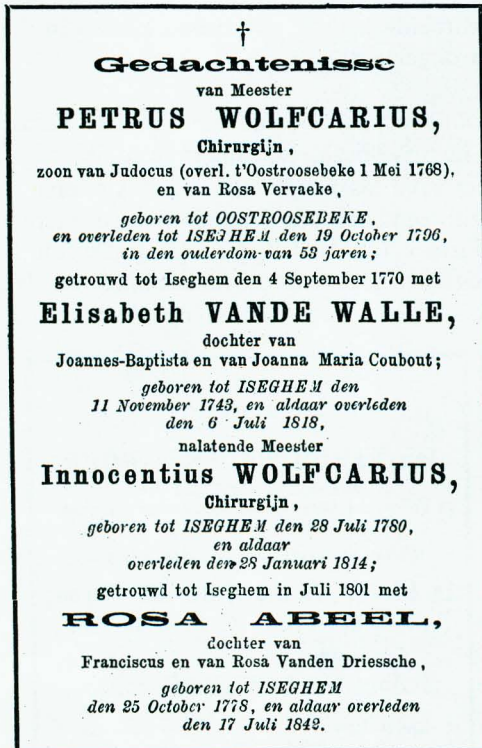 †
Gedachtenisse
van Meester
PETRUS WOLFCARIUS,
Chirurgijn,
zoon van Judocus (overl. t'Oostroosebeke 1 Mei 1768),
en van Rosa Vervaeke,
geboren tot OOSTROOSEBEKE,
en overleden tot ISEGHEM den 19 October 1796,
in den ouderdom van 53 jaren;
getrouwd tot Iseghem den 4 September 1770 met
Elisabeth VANDE WALLE,
dochter van
Joannes-Baptista en van Joanna Maria Coubout;
geboren tot ISEGHEM den
11 November 1743, en aldaar overleden
den 6 Juli 1818,
nalatende Meester
Innocentius WOLFCARIUS,
Chirurgijn,
geboren tot ISEGHEM den 28 Juli 1780,
en aldaar
overleden den 28 Januari 1814;
getrouwd tot Iseghem in Juli 1801 met
ROSA ABEEL,
dochter van
Franciscus en van Rosa Vanden Driessche,
geboren tot ISEGHEM
den 25 October 1778, en aldaar overleden
den 17 Juli 1842.